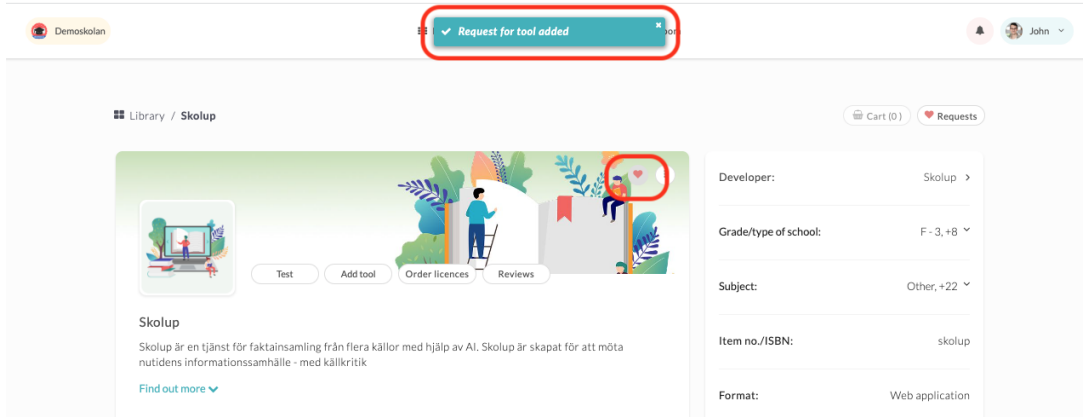 Demoskolan
Request for tool added
John
Library / Skolup
Cart (0)
Requests
Test
Add tool
Order licences
Reviews
Skolup
Skolup är en tjänst för faktainsamling från flera källor med hjälp av AI. Skolup är skapat för att möta
nutidens informationssamhälle - med källkritik
Find out more
Developer: Skolup
Grade/type of school: F - 3, +8
Subject: Other, +22
Item no./ISBN: skolup
Format: Web application